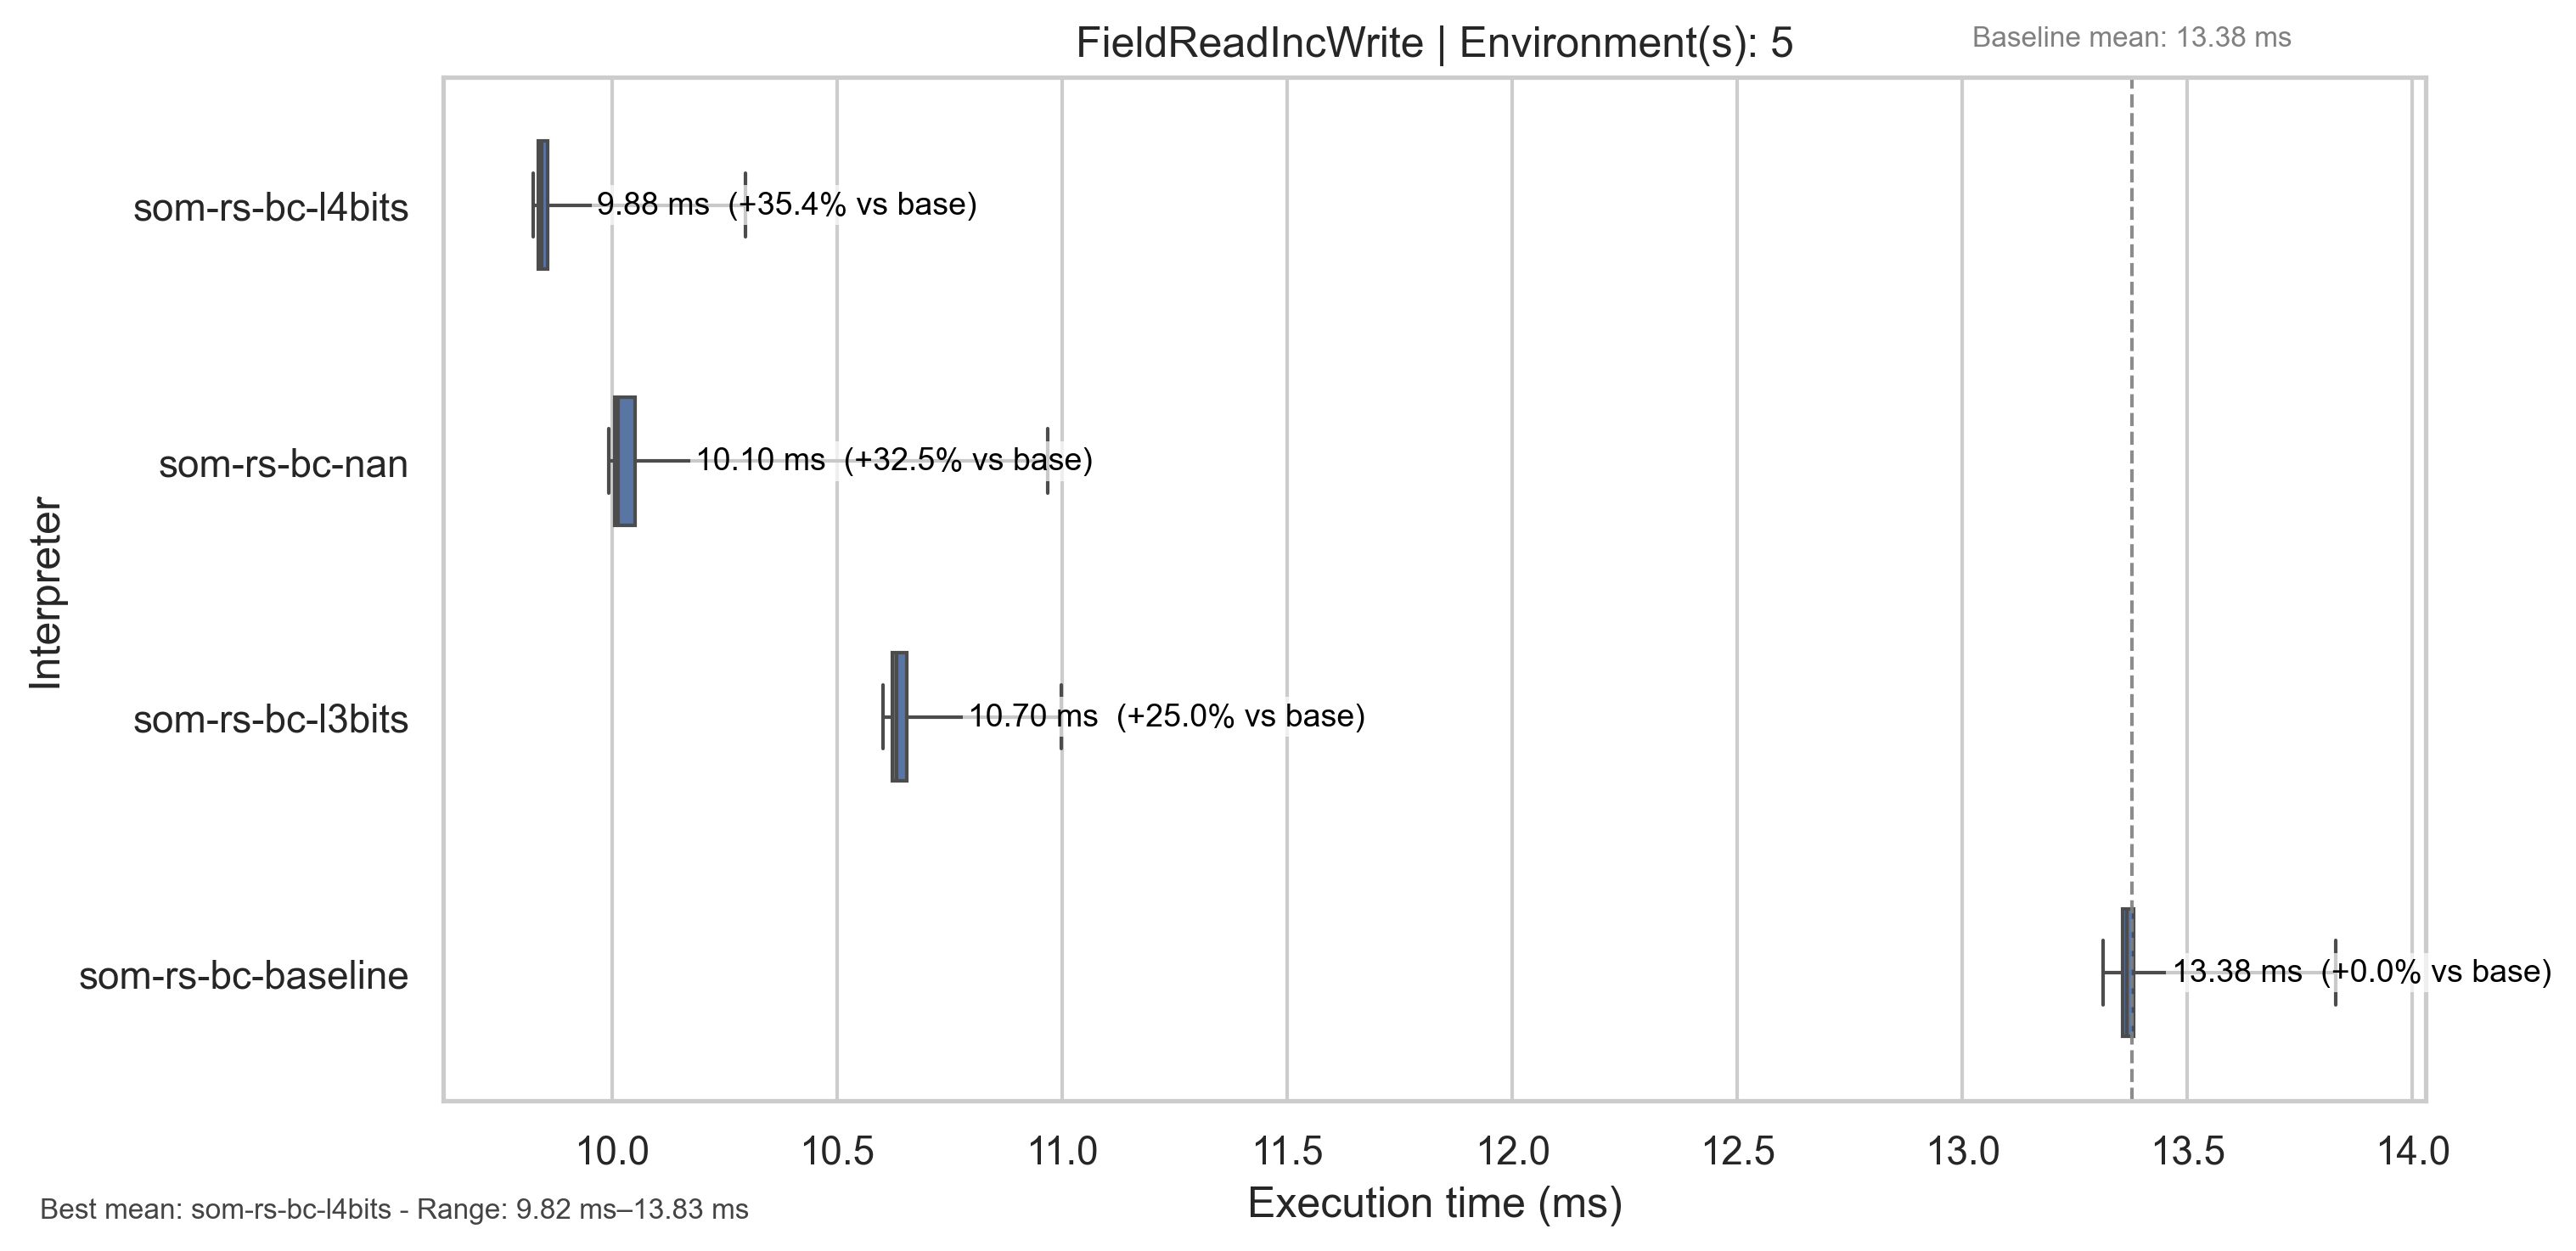 FieldReadIncWrite | Environment(s): 5
Baseline mean: 13.38 ms
Interpreter
som-rs-bc-l4bits
9.88 ms (+35.4% vs base)
som-rs-bc-nan
10.10 ms (+32.5% vs base)
som-rs-bc-l3bits
10.70 ms (+25.0% vs base)
som-rs-bc-baseline
13.38 ms (+0.0% vs base)
10.0 10.5 11.0 11.5 12.0 12.5 13.0 13.5 14.0
Execution time (ms)
Best mean: som-rs-bc-l4bits - Range: 9.82 ms–13.83 ms